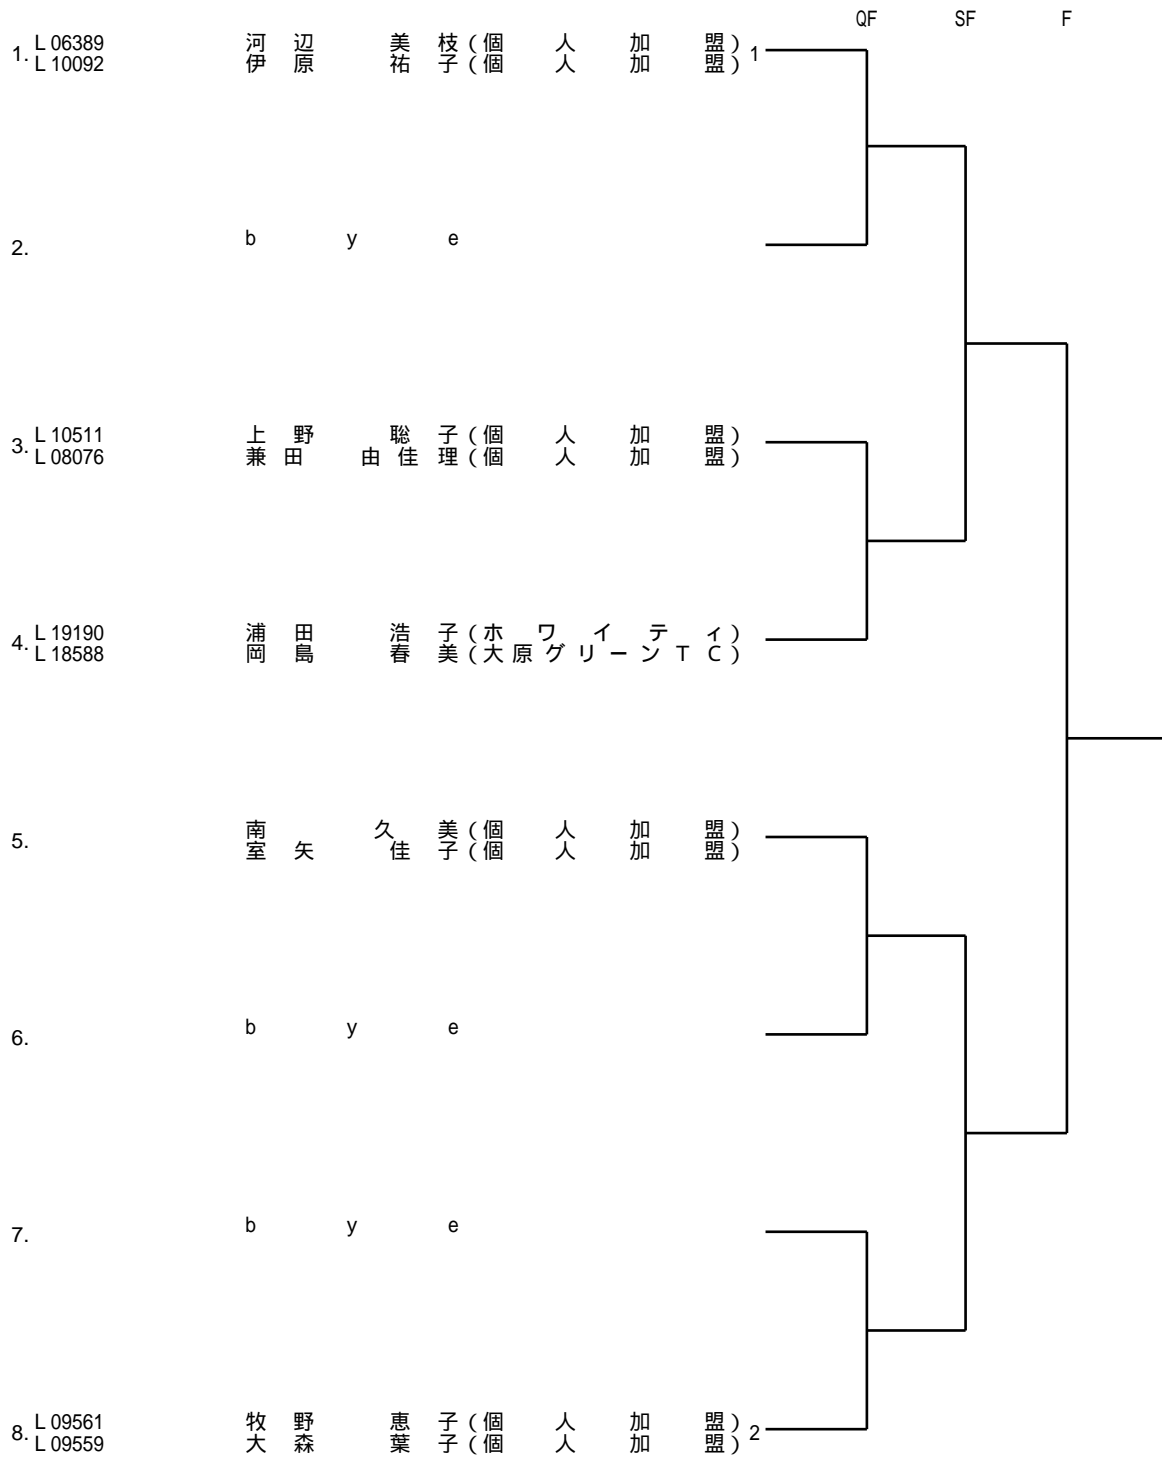 QF SF F
1. L 06389 河辺 美枝(個人加盟) 1
L 10092 伊原 祐子(個人加盟)
2. bye
3. L 10511 上野 聡子(個人加盟)
L 08076 兼田 由佳理(個人加盟)
4. L 19190 浦田 浩子(ホワイティ)
L 18588 岡島 春美(大原グリーンTC)
5. 南 久美(個人加盟)
室矢 佳子(個人加盟)
6. bye
7. bye
8. L 09561 牧野 恵子(個人加盟) 2
L 09559 大森 葉子(個人加盟)